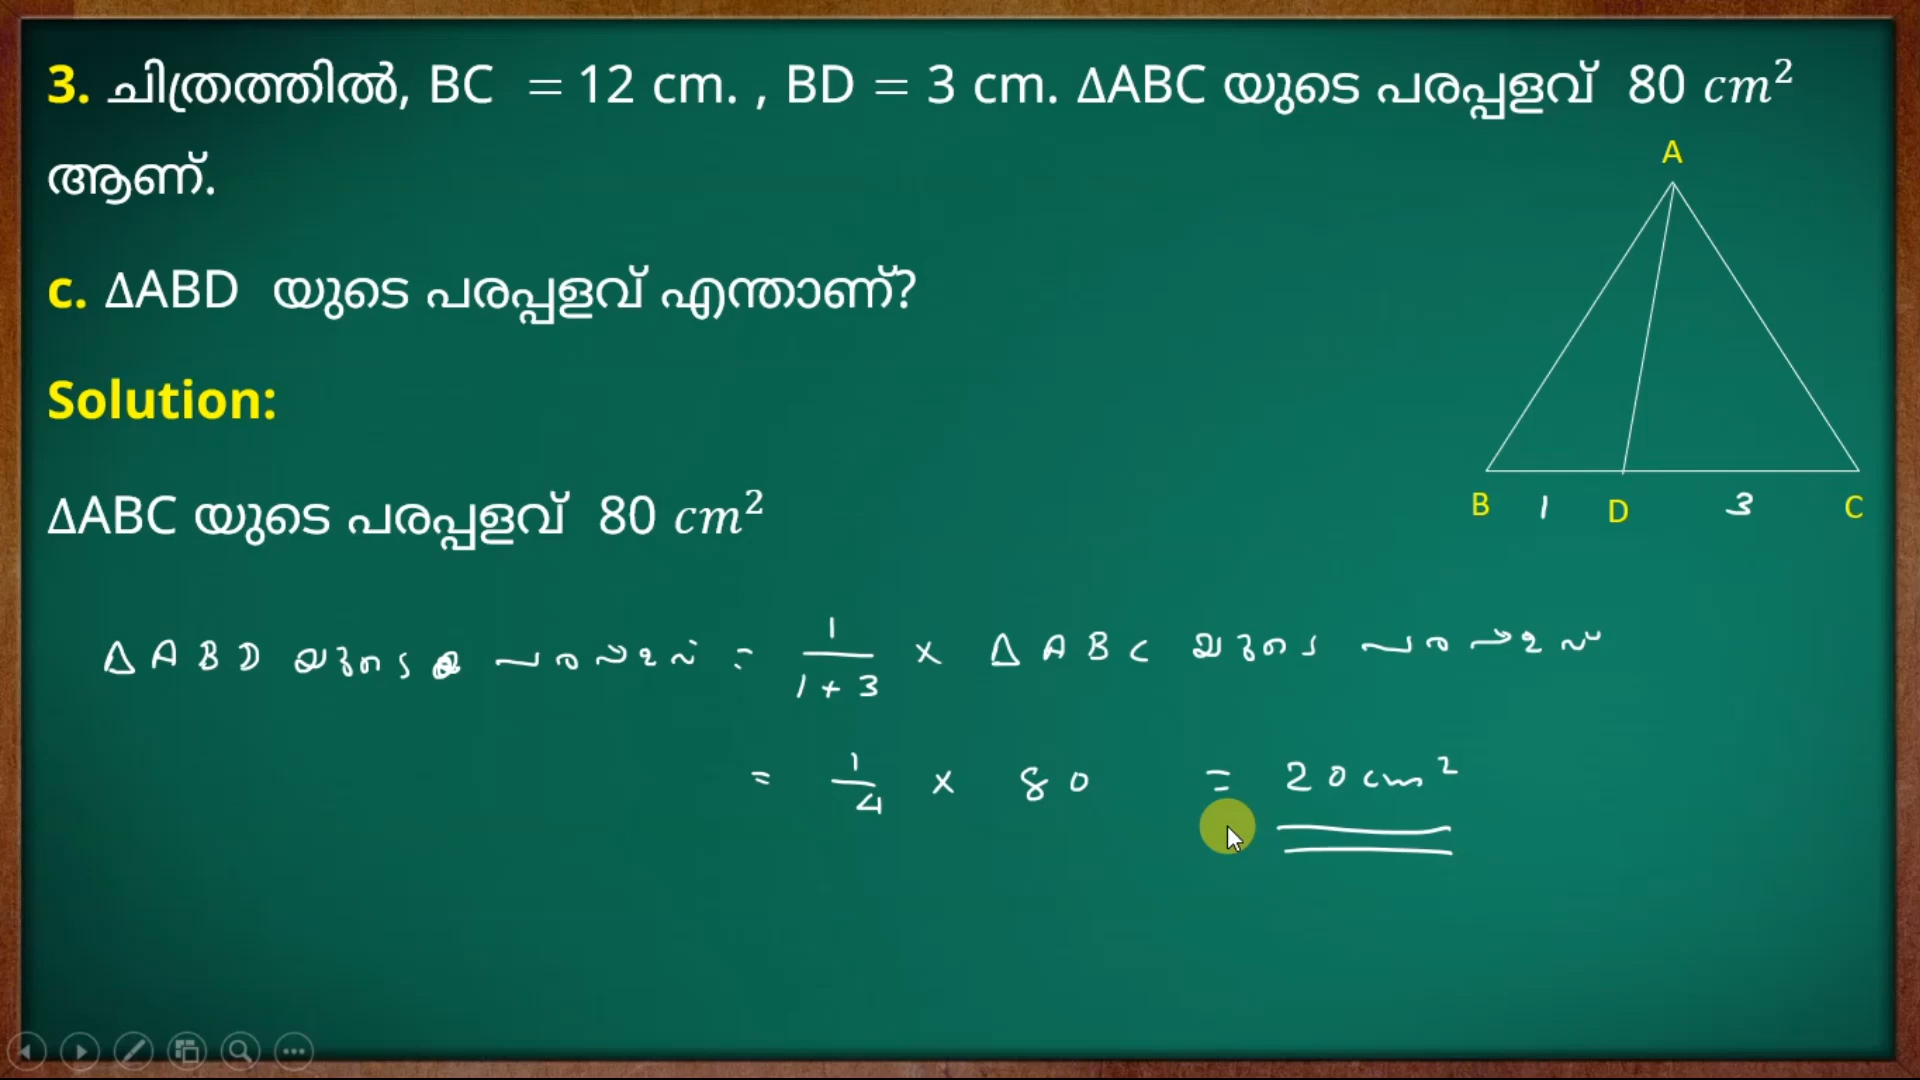 3. ചിത്രത്തിൽ, BC = 12 cm. , BD = 3 cm. ΔABC യുടെ പരപ്പളവ് 80 cm²
ആണ്.
A
c. ΔABD യുടെ പരപ്പളവ് എന്താണ്?
Solution:
B 1 D 3 C
ΔABC യുടെ പരപ്പളവ് 80 cm²
Δ ABD യുടെ പരപ്പളവ് = 1/(1+3) × Δ ABC യുടെ പരപ്പളവ്
= 1/4 × 80 = 20 cm²